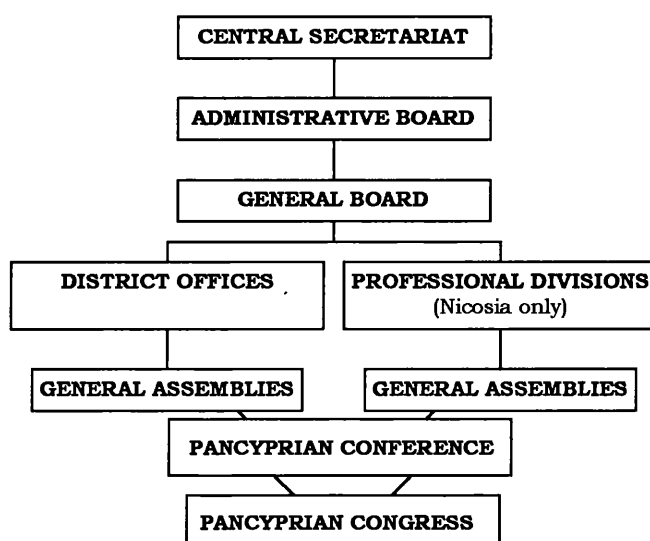 CENTRAL SECRETARIAT
ADMINISTRATIVE BOARD
GENERAL BOARD
DISTRICT OFFICES
PROFESSIONAL DIVISIONS
(Nicosia only)
GENERAL ASSEMBLIES
GENERAL ASSEMBLIES
PANCYPRIAN CONFERENCE
PANCYPRIAN CONGRESS